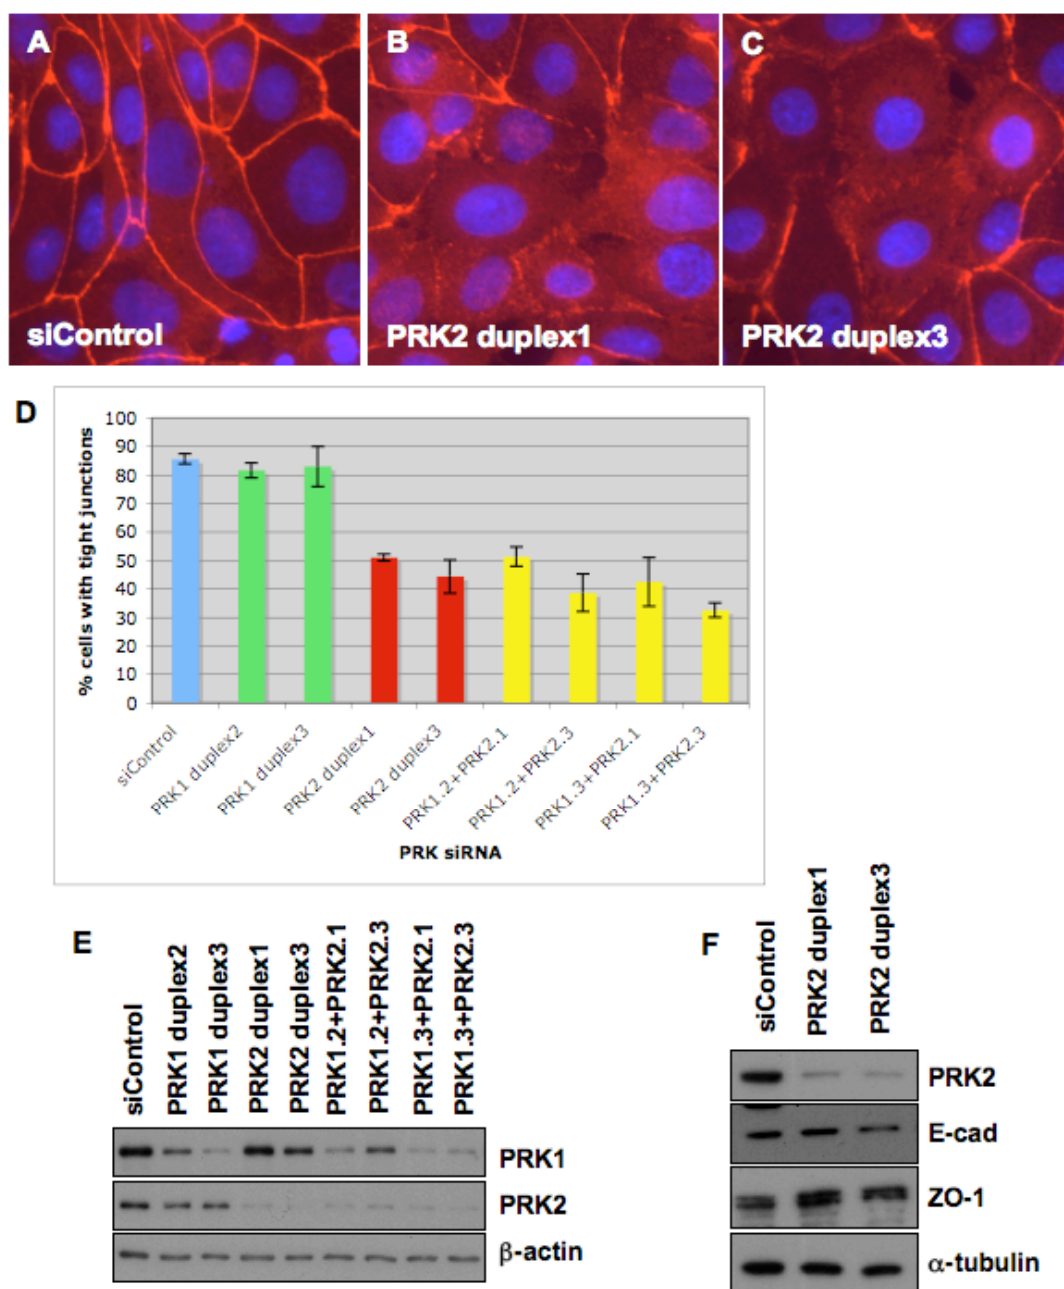 A
B
C
siControl
PRK2 duplex1
PRK2 duplex3
D
100
90
80
70
60
50
40
30
20
10
0
% cells with tight junctions
siControl
PRK1 duplex2
PRK1 duplex3
PRK2 duplex1
PRK2 duplex3
PRK1.2+PRK2.1
PRK1.2+PRK2.3
PRK1.3+PRK2.1
PRK1.3+PRK2.3
PRK siRNA
E
siControl
PRK1 duplex2
PRK1 duplex3
PRK2 duplex1
PRK2 duplex3
PRK1.2+PRK2.1
PRK1.2+PRK2.3
PRK1.3+PRK2.1
PRK1.3+PRK2.3
PRK1
PRK2
β-actin
F
siControl
PRK2 duplex1
PRK2 duplex3
PRK2
E-cad
ZO-1
α-tubulin